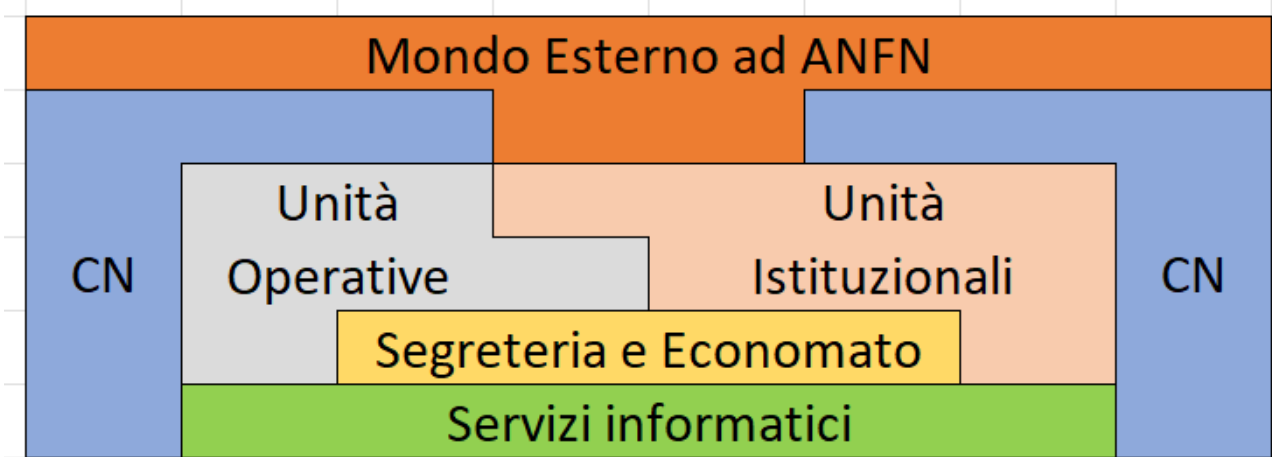 Mondo Esterno ad ANFN
Unità
Unità
CN
Operative
Istituzionali
CN
Segreteria e Economato
Servizi informatici